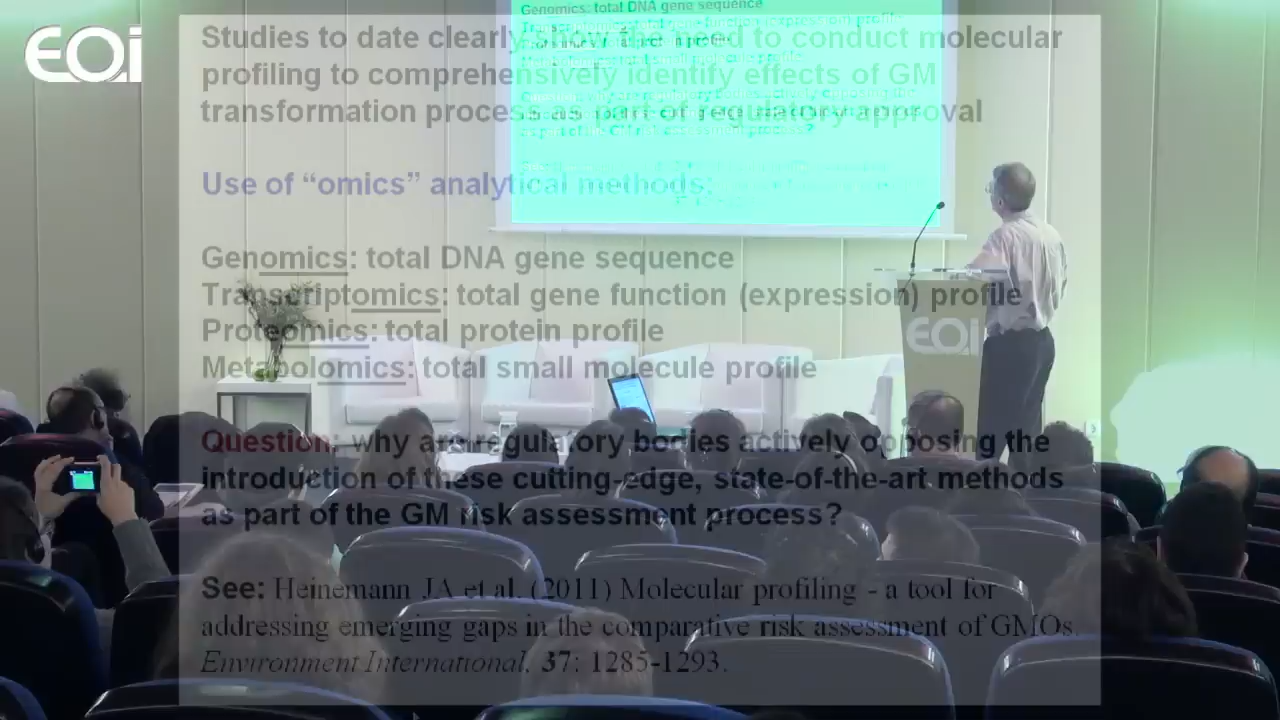 EOi
Genomics: total DNA gene sequence
Studies to date clearly show the need to conduct molecular
profiling to comprehensively identify effects of GM
transformation process as part of regulatory approval
Use of “omics” analytical methods:
Genomics: total DNA gene sequence
Transcriptomics: total gene function (expression) profile
Proteomics: total protein profile
Metabolomics: total small molecule profile
EOi
Question: why are regulatory bodies actively opposing the
introduction of these cutting-edge, state-of-the-art methods
as part of the GM risk assessment process?
See: Heinemann JA et al. (2011) Molecular profiling - a tool for
addressing emerging gaps in the comparative risk assessment of GMOs.
Environment International, 37: 1285-1293.